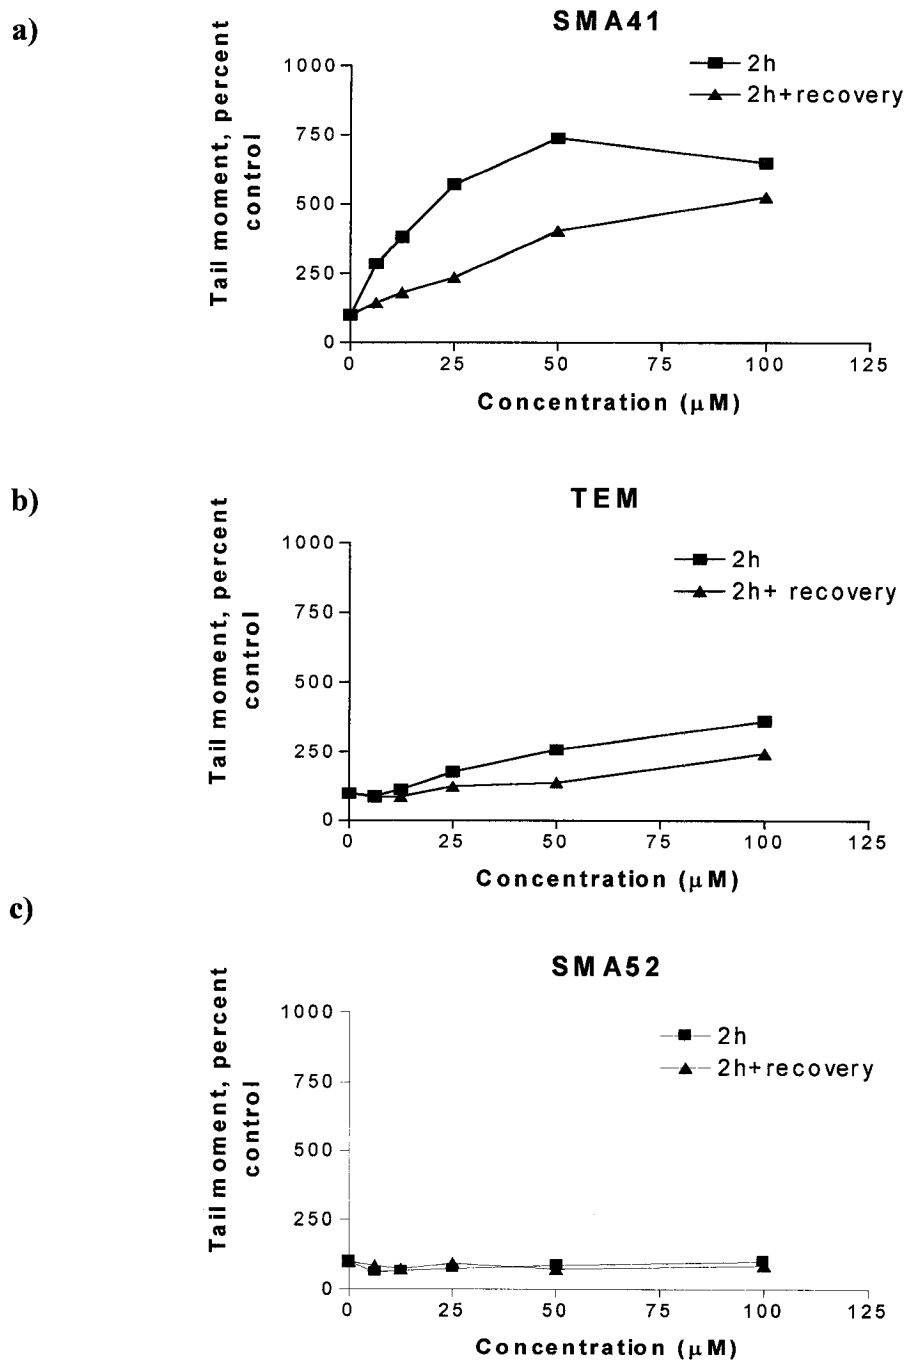 a)
SMA41
Tail moment, percent
control
1000
750
500
250
0
2h
2h+recovery
0 25 50 75 100 125
Concentration (μM)
b)
TEM
Tail moment, percent
control
1000
750
500
250
0
2h
2h+ recovery
0 25 50 75 100 125
Concentration (μM)
c)
SMA52
Tail moment, percent
control
1000
750
500
250
0
2h
2h+recovery
0 25 50 75 100 125
Concentration (μM)